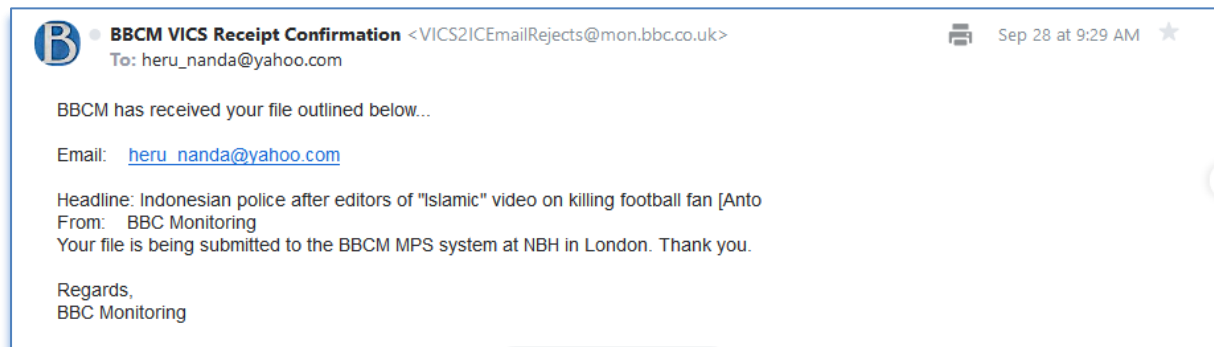 B
BBCM VICS Receipt Confirmation <VICS2ICEmailRejects@mon.bbc.co.uk> Sep 28 at 9:29 AM
To: heru_nanda@yahoo.com
BBCM has received your file outlined below...
Email: heru_nanda@yahoo.com
Headline: Indonesian police after editors of "Islamic" video on killing football fan [Anto
From: BBC Monitoring
Your file is being submitted to the BBCM MPS system at NBH in London. Thank you.
Regards,
BBC Monitoring